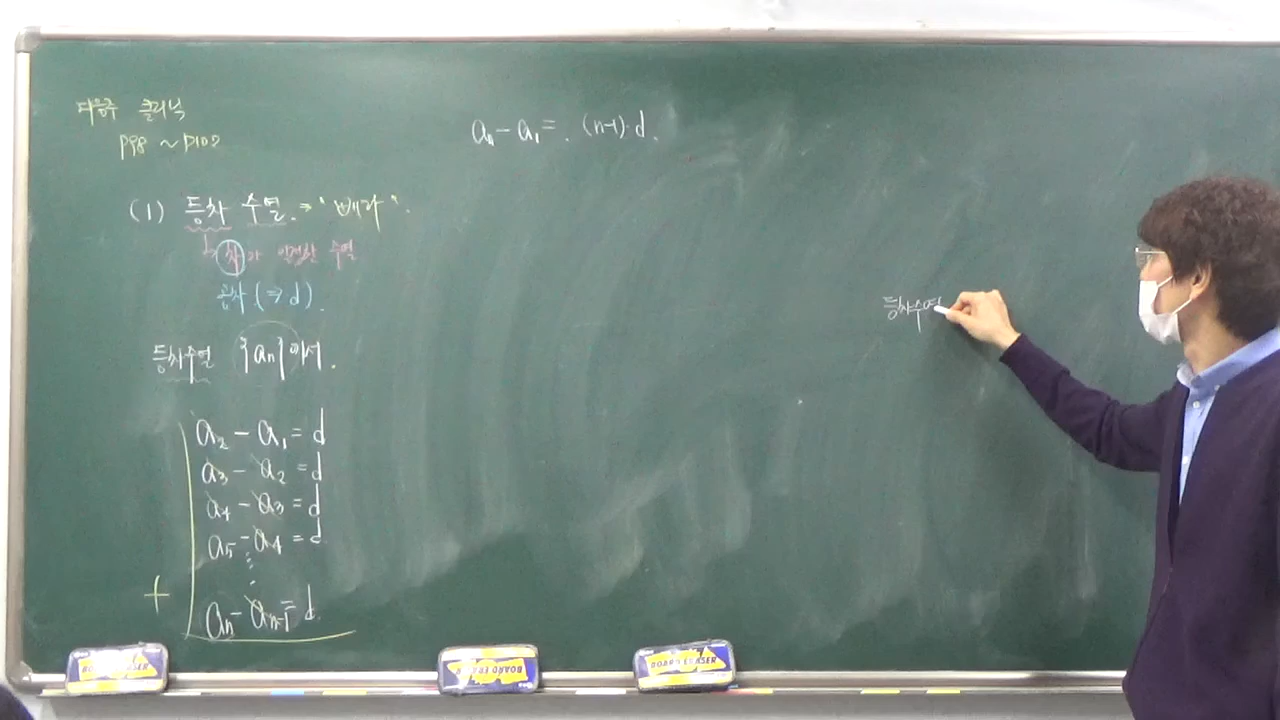 다음주 클리닉
P98 ~ P102
(1) 등차 수열. ⇒ "빼라".
차가 일정한 수열
공차 (⇒ d).
등차수열 {an}에서.
a₂ - a₁ = d
a₃ - a₂ = d
a₄ - a₃ = d
a₅ - a₄ = d
⋮
+ aₙ - aₙ₋₁ = d.
aₙ - a₁ = . (n-1)·d.
등차수열
BOARD ERASER
BOARD ERASER
BOARD ERASER